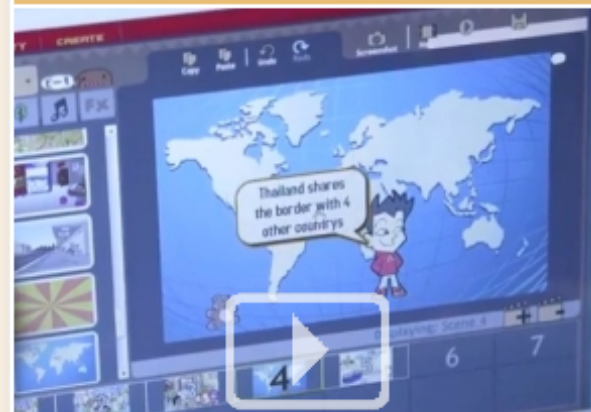 CREATE
Copy Paste Undo Redo Screenshot
FX
Thailand shares
the border with 4
other countrys
Displaying: Scene 4
4 6 7